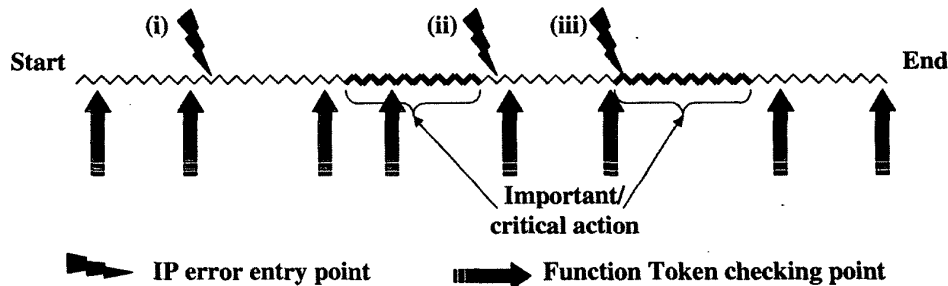 (i)
(ii)
(iii)
Start
End
Important/
critical action
IP error entry point
Function Token checking point